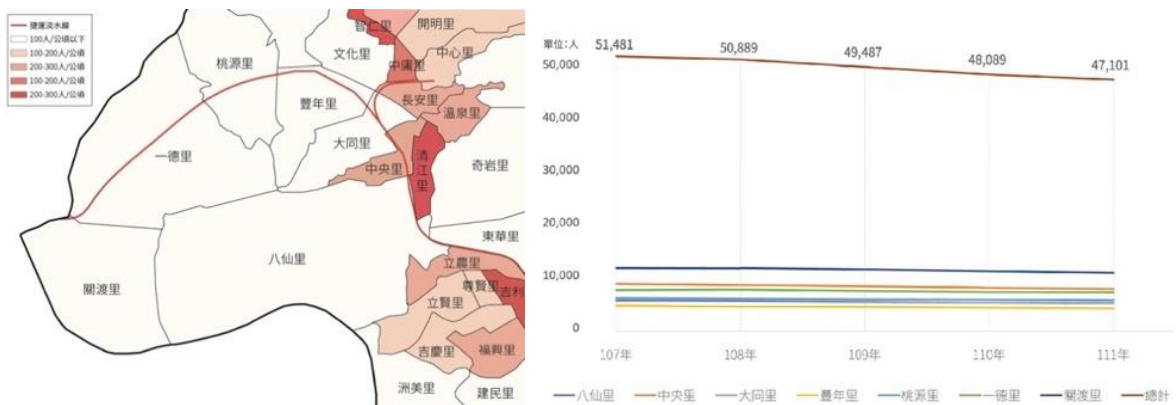 捷運淡水線
100人/公頃以下
100-200人/公頃
200-300人/公頃
100-200人/公頃
200-300人/公頃
智仁里
開明里
文化里
中心里
中庸里
桃源里
長安里
豐年里
溫泉里
大同里
一德里
中央里
清江里
奇岩里
東華里
八仙里
立農里
關渡里
尊賢里
吉利
立賢里
吉慶里
福興里
洲美里
建民里
單位:人
51,481
50,889
49,487
48,089
47,101
50,000
40,000
30,000
20,000
10,000
0
107年
108年
109年
110年
111年
八仙里
中央里
大同里
豐年里
桃源里
一德里
關渡里
總計